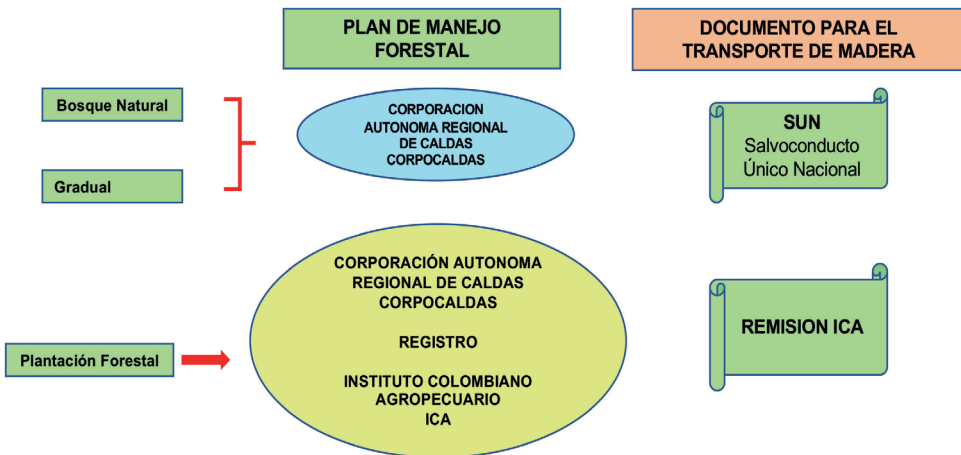 PLAN DE MANEJO
FORESTAL
DOCUMENTO PARA EL
TRANSPORTE DE MADERA
Bosque Natural
Gradual
CORPORACION
AUTONOMA REGIONAL
DE CALDAS
CORPOCALDAS
SUN
Salvoconducto
Único Nacional
Plantación Forestal
CORPORACIÓN AUTONOMA
REGIONAL DE CALDAS
CORPOCALDAS
REGISTRO
INSTITUTO COLOMBIANO
AGROPECUARIO
ICA
REMISION ICA